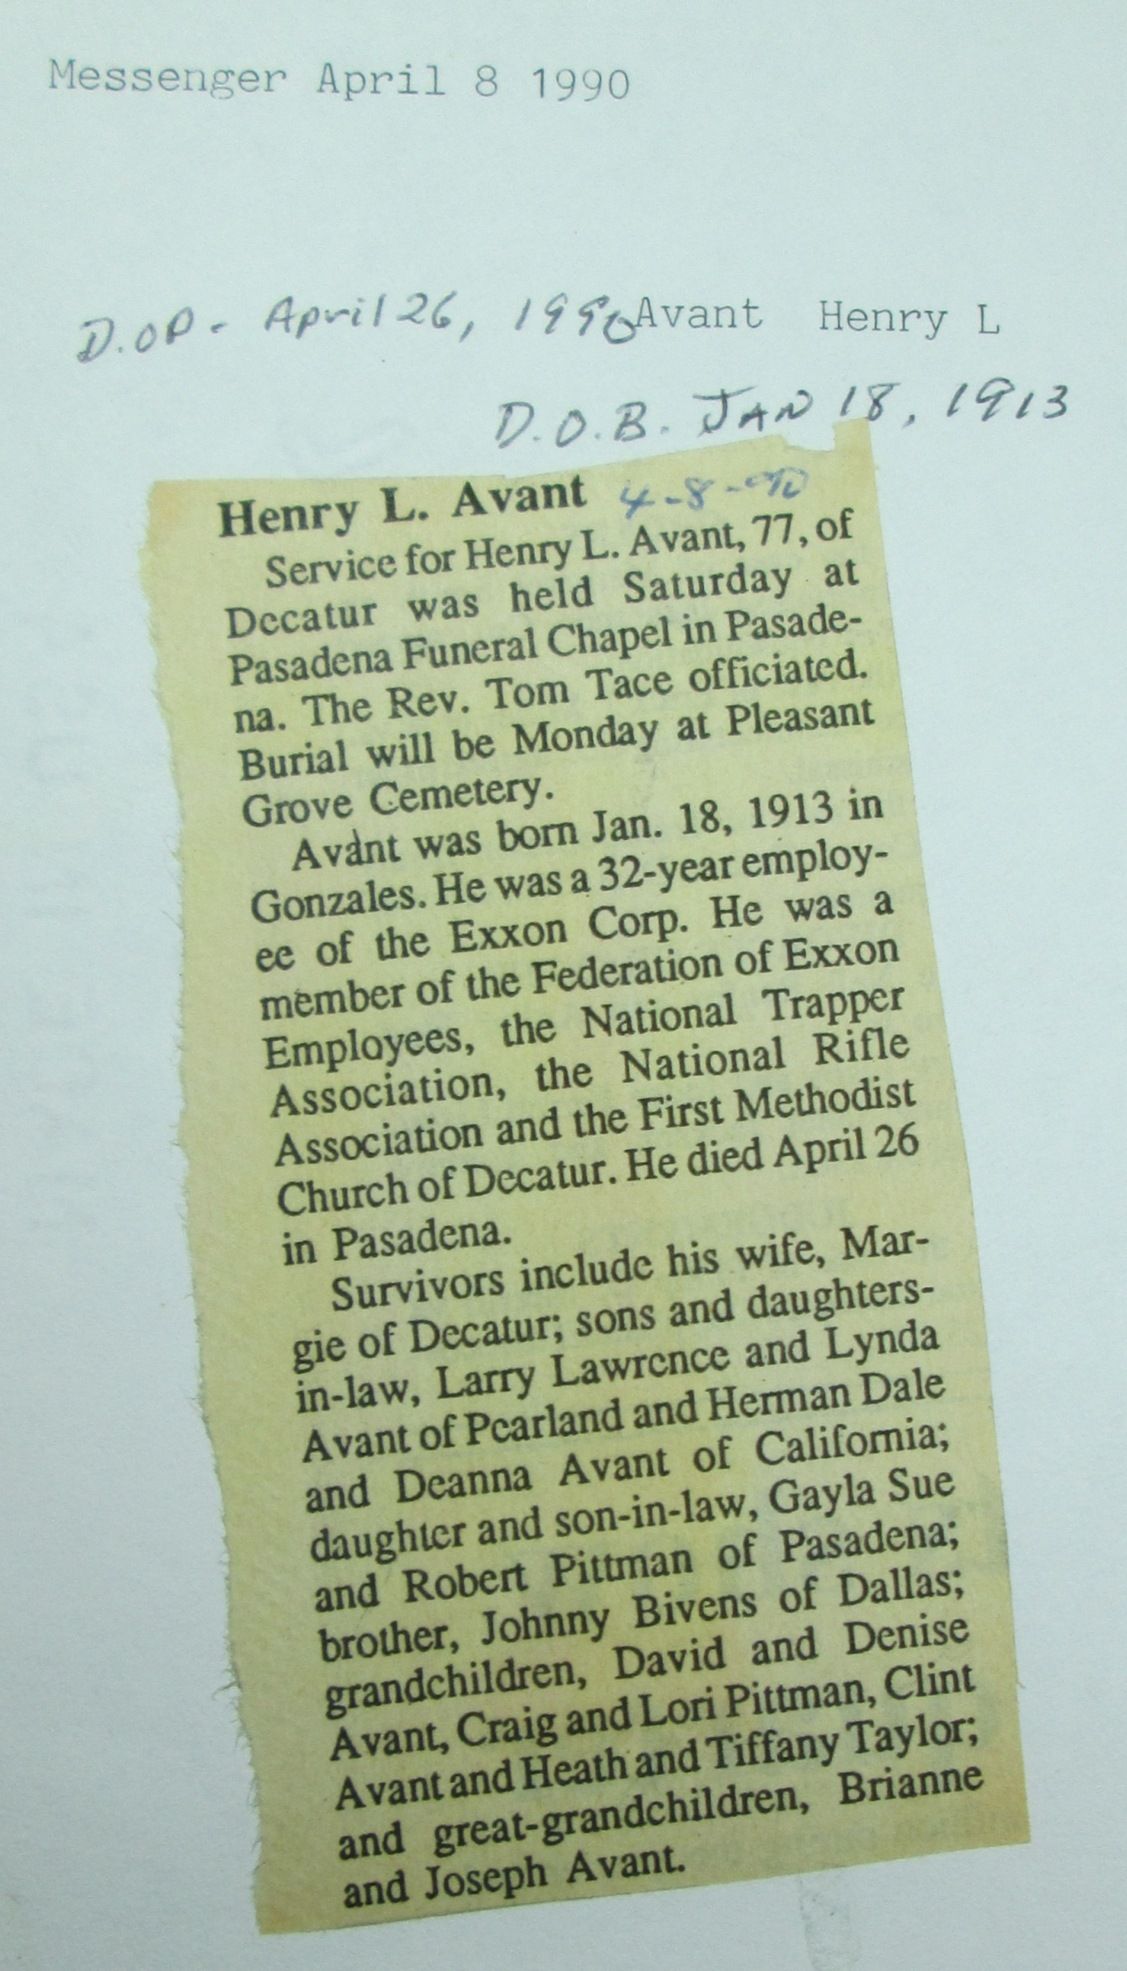 Messenger April 8 1990
D.OD. April 26, 1990 Avant Henry L
D.O.B. JAN 18, 1913
Henry L. Avant 4-8-90
Service for Henry L. Avant, 77, of
Decatur was held Saturday at
Pasadena Funeral Chapel in Pasade-
na. The Rev. Tom Tace officiated.
Burial will be Monday at Pleasant
Grove Cemetery.
Avant was born Jan. 18, 1913 in
Gonzales. He was a 32-year employ-
ee of the Exxon Corp. He was a
member of the Federation of Exxon
Employees, the National Trapper
Association, the National Rifle
Association and the First Methodist
Church of Decatur. He died April 26
in Pasadena.
Survivors include his wife, Mar-
gie of Decatur; sons and daughters-
in-law, Larry Lawrence and Lynda
Avant of Pearland and Herman Dale
and Deanna Avant of California;
daughter and son-in-law, Gayla Sue
and Robert Pittman of Pasadena;
brother, Johnny Bivens of Dallas;
grandchildren, David and Denise
Avant, Craig and Lori Pittman, Clint
Avant and Heath and Tiffany Taylor;
and great-grandchildren, Brianne
and Joseph Avant.